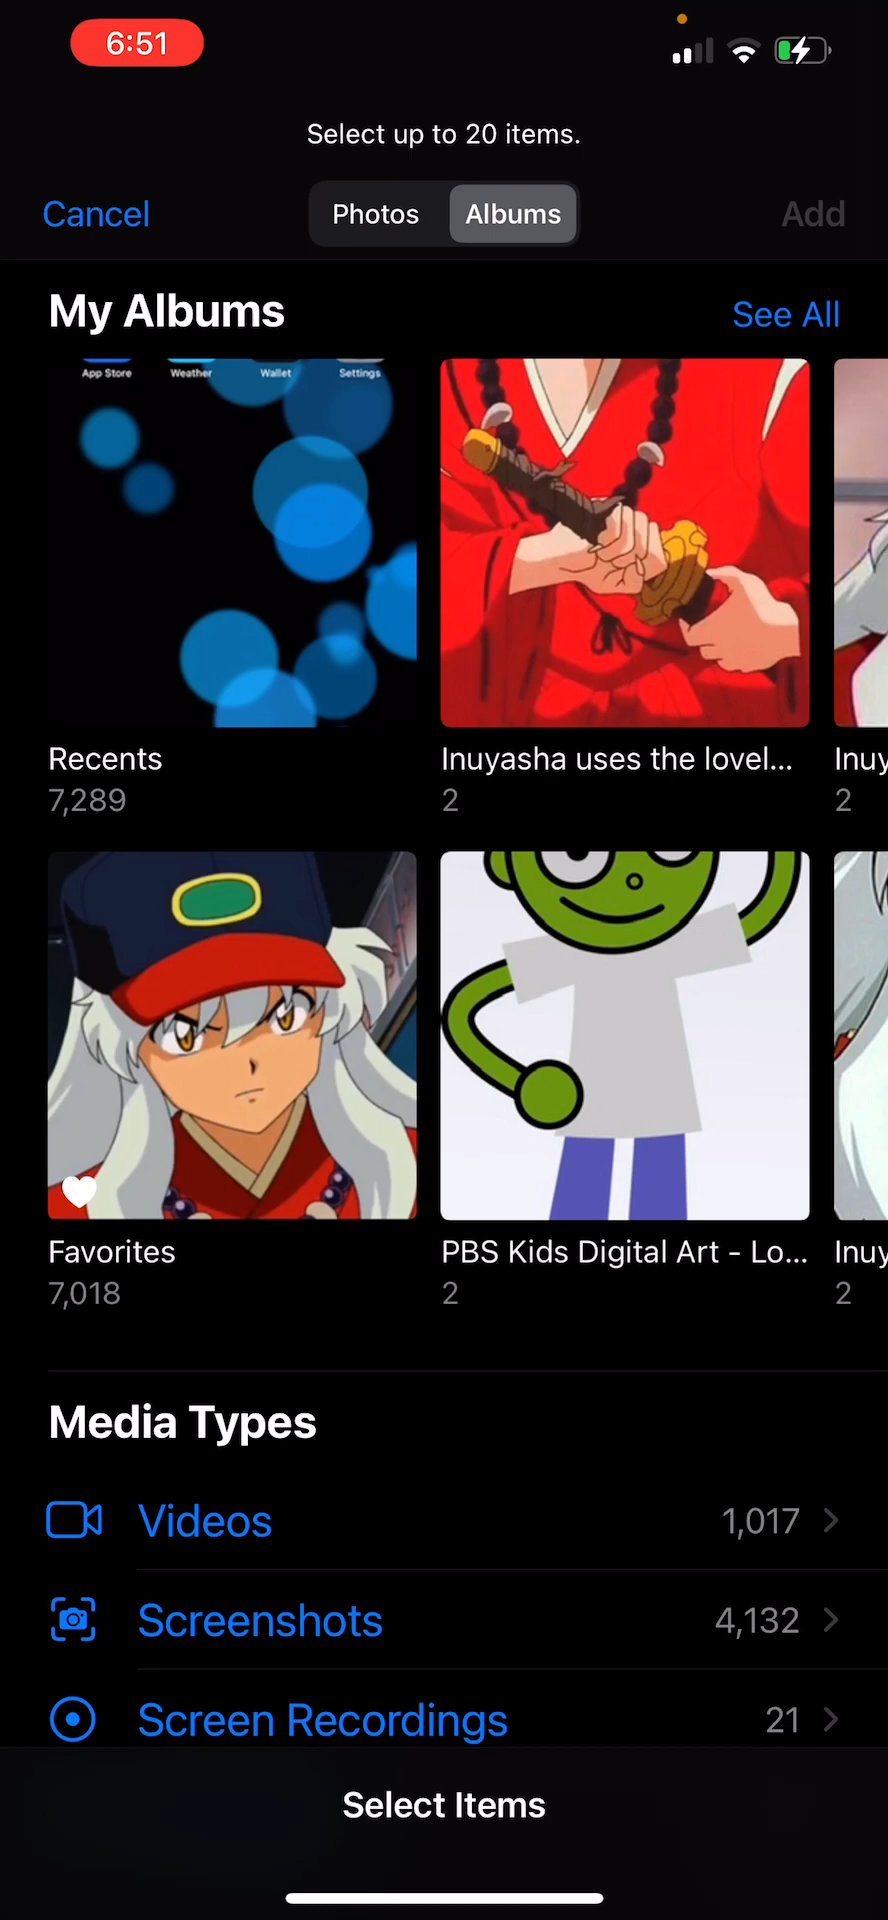 6:51
Select up to 20 items.
Cancel
Photos
Albums
Add
My Albums
See All
App Store
Weather
Wallet
Settings
Recents
Inuyasha uses the lovel...
Inuy
7,289
2
2
Favorites
PBS Kids Digital Art - Lo...
Inuy
7,018
2
2
Media Types
Videos
1,017
Screenshots
4,132
Screen Recordings
21
Select Items